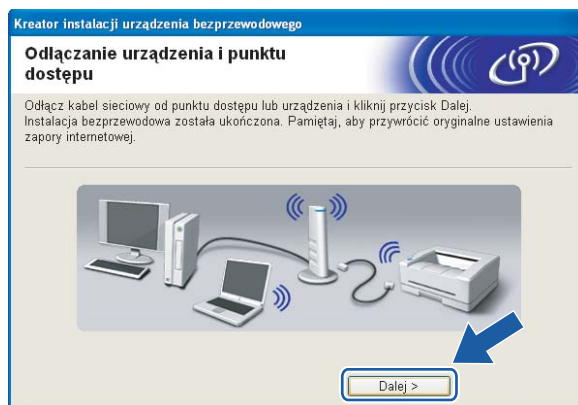 Kreator instalacji urządzenia bezprzewodowego
Odłączanie urządzenia i punktu
dostępu
Odłącz kabel sieciowy od punktu dostępu lub urządzenia i kliknij przycisk Dalej.
Instalacja bezprzewodowa została ukończona. Pamiętaj, aby przywrócić oryginalne ustawienia
zapory internetowej.
Dalej >